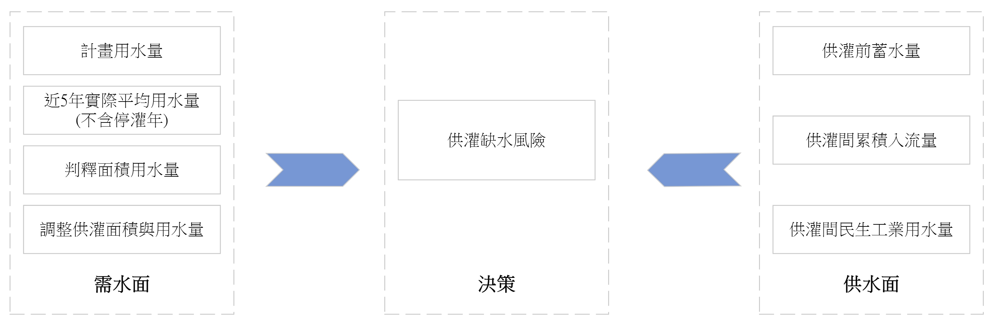 計畫用水量
近5年實際平均用水量
(不含停灌年)
判釋面積用水量
調整供灌面積與用水量
需水面
供灌缺水風險
決策
供灌前蓄水量
供灌間累積入流量
供灌間民生工業用水量
供水面